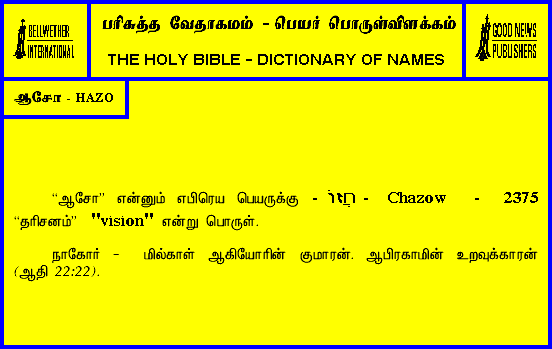 BELLWETHER
INTERNATIONAL
பரிசுத்த வேதாகமம் - பெயர் பொருள்விளக்கம்
THE HOLY BIBLE - DICTIONARY OF NAMES
GOOD NEWS
PUBLISHERS
ஆசோ - HAZO
“ஆசோ” என்னும் எபிரெய பெயருக்கு - חֲזוֹ - Chazow - 2375
“தரிசனம்” "vision" என்று பொருள்.
நாகோர் - மில்காள் ஆகியோரின் குமாரன். ஆபிரகாமின் உறவுக்காரன்
(ஆதி 22:22).